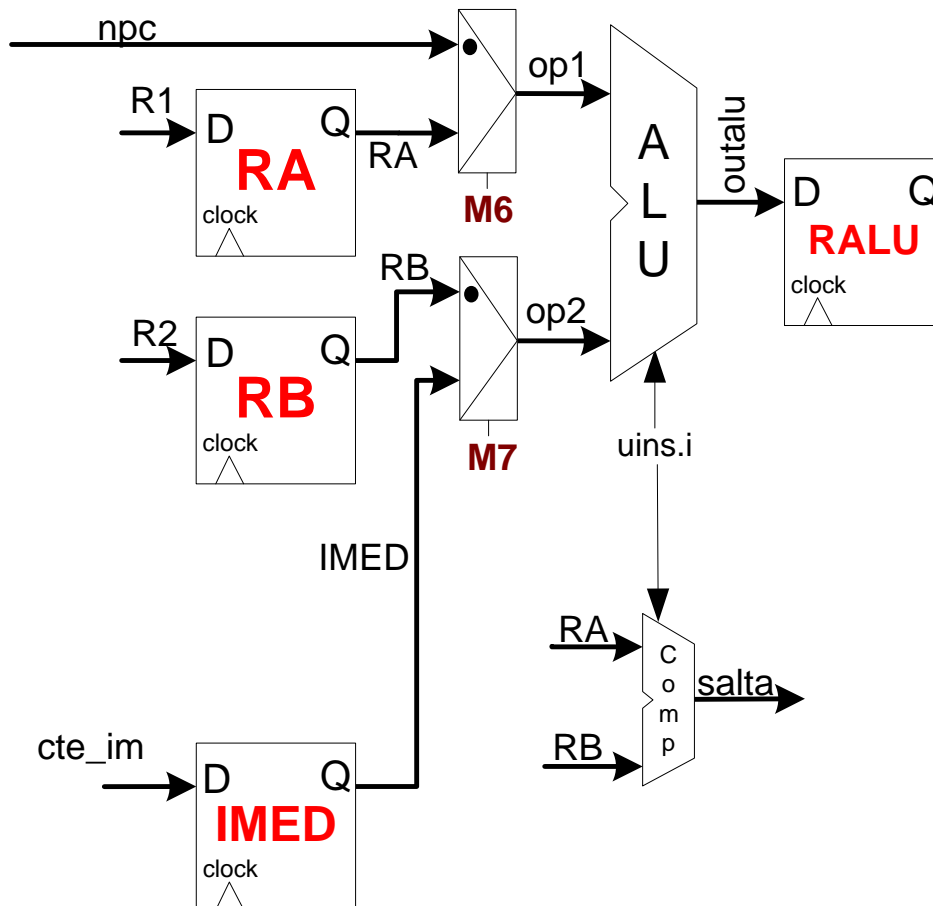 npc
op1
R1
D
Q
RA
RA
clock
M6
A
L
U
outalu
D
Q
RALU
clock
RB
op2
R2
D
Q
RB
clock
M7
uins.i
IMED
RA
C
o
m
p
salta
RB
cte_im
D
Q
IMED
clock